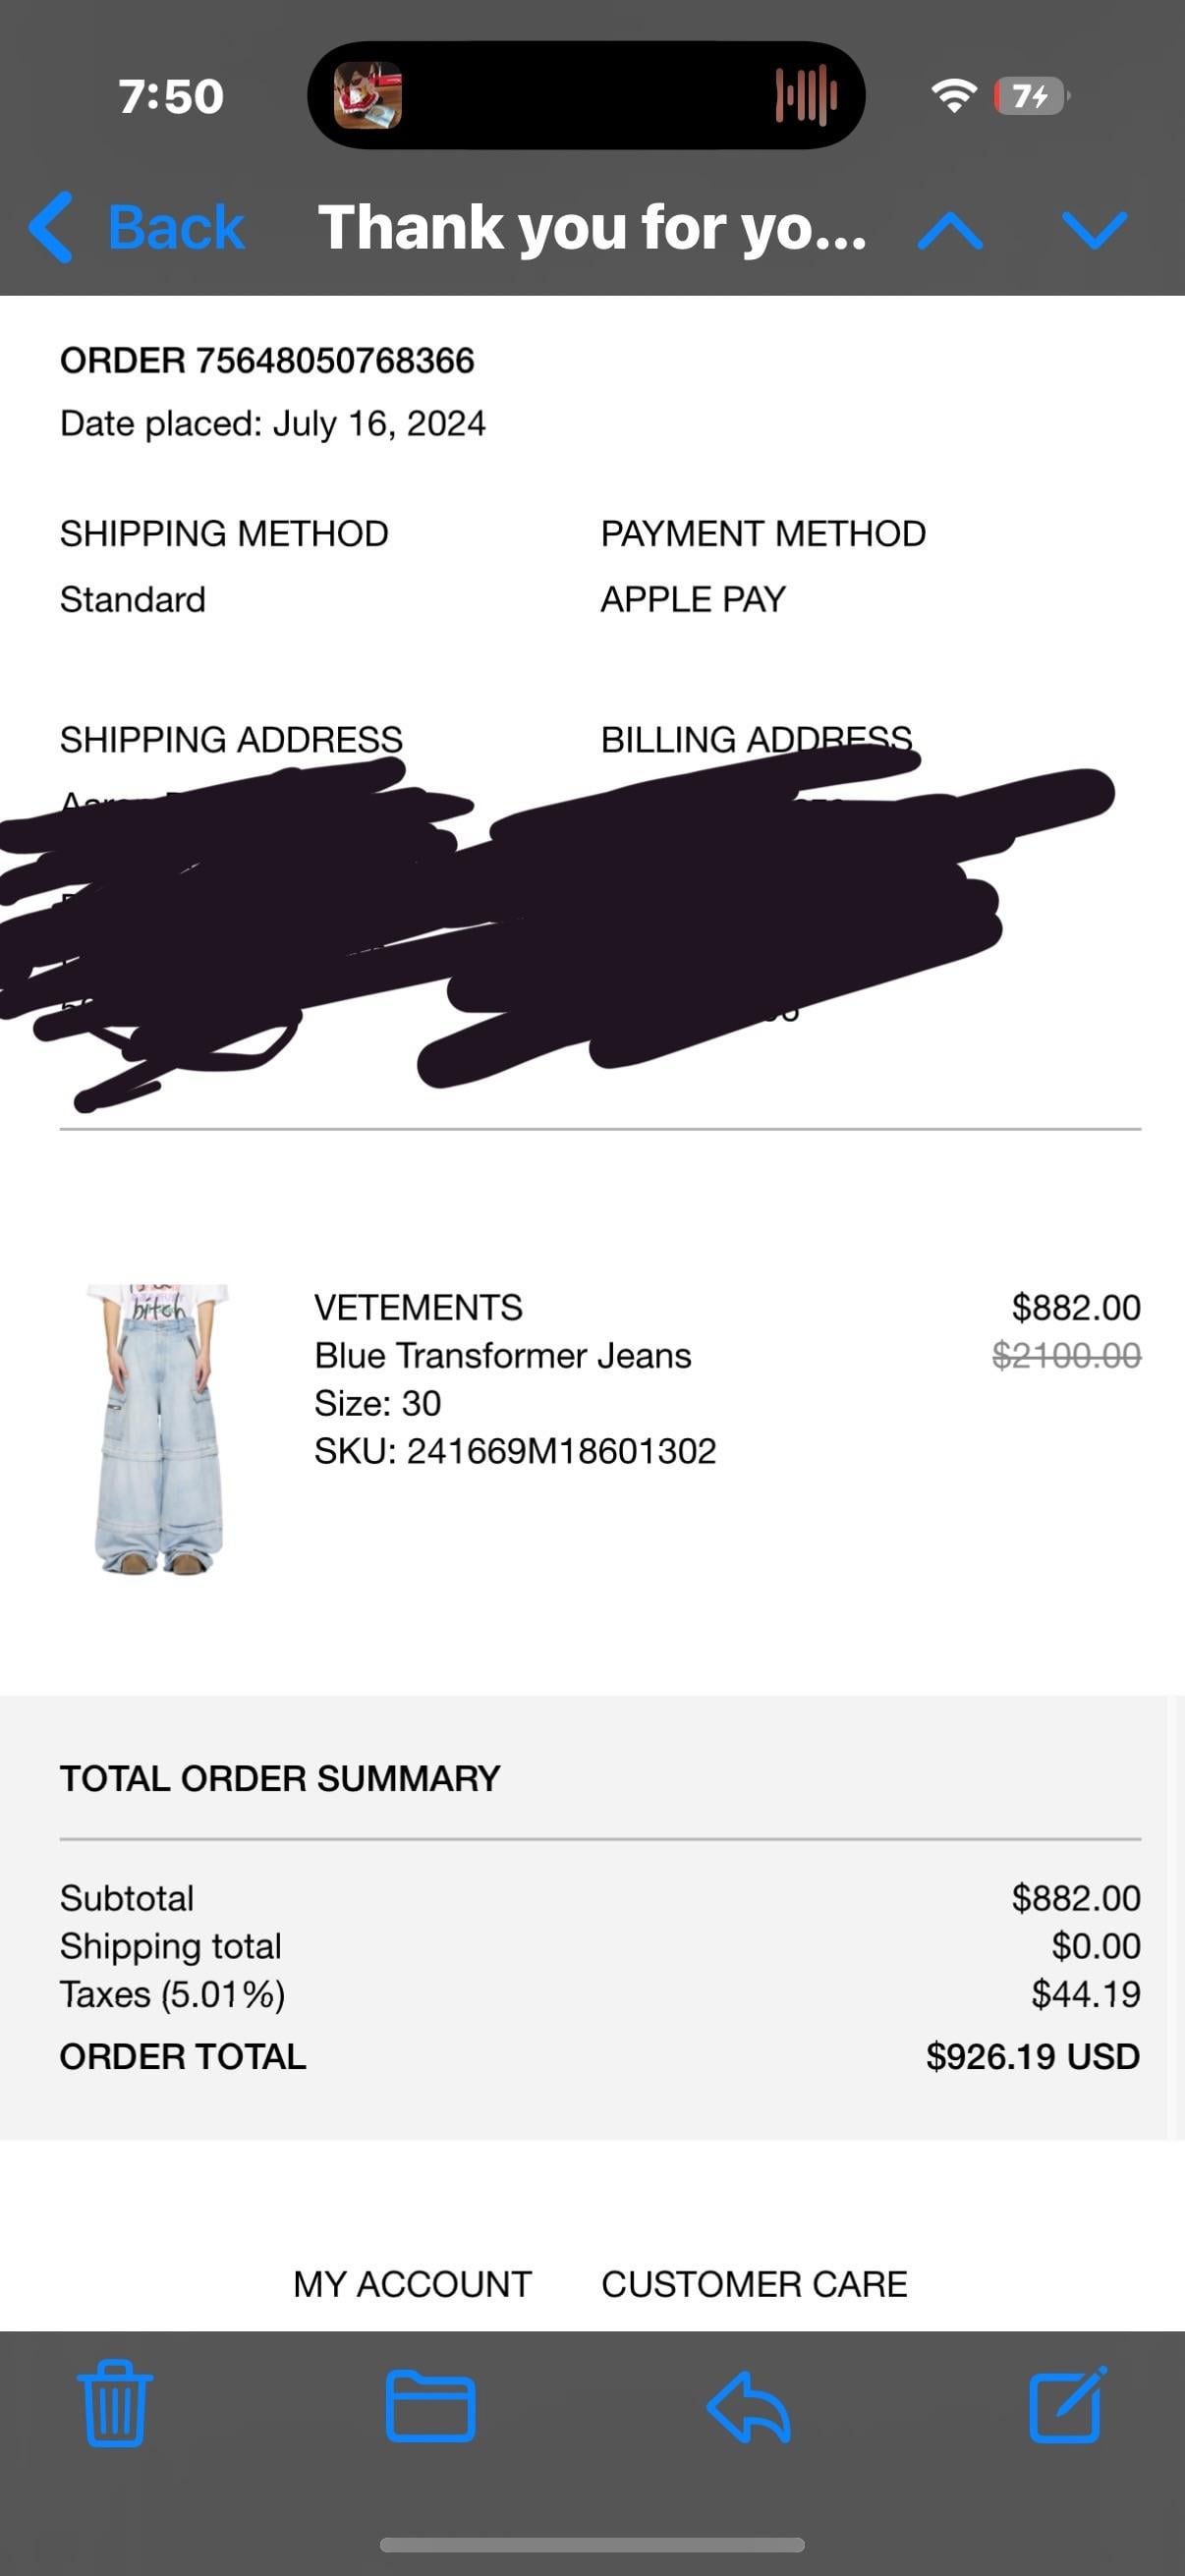 7:50
7
Back Thank you for yo...
ORDER 75648050768366
Date placed: July 16, 2024
SHIPPING METHOD PAYMENT METHOD
Standard APPLE PAY
SHIPPING ADDRESS BILLING ADDRESS
bitch
VETEMENTS $882.00
Blue Transformer Jeans $2100.00
Size: 30
SKU: 241669M18601302
TOTAL ORDER SUMMARY
Subtotal $882.00
Shipping total $0.00
Taxes (5.01%) $44.19
ORDER TOTAL $926.19 USD
MY ACCOUNT CUSTOMER CARE